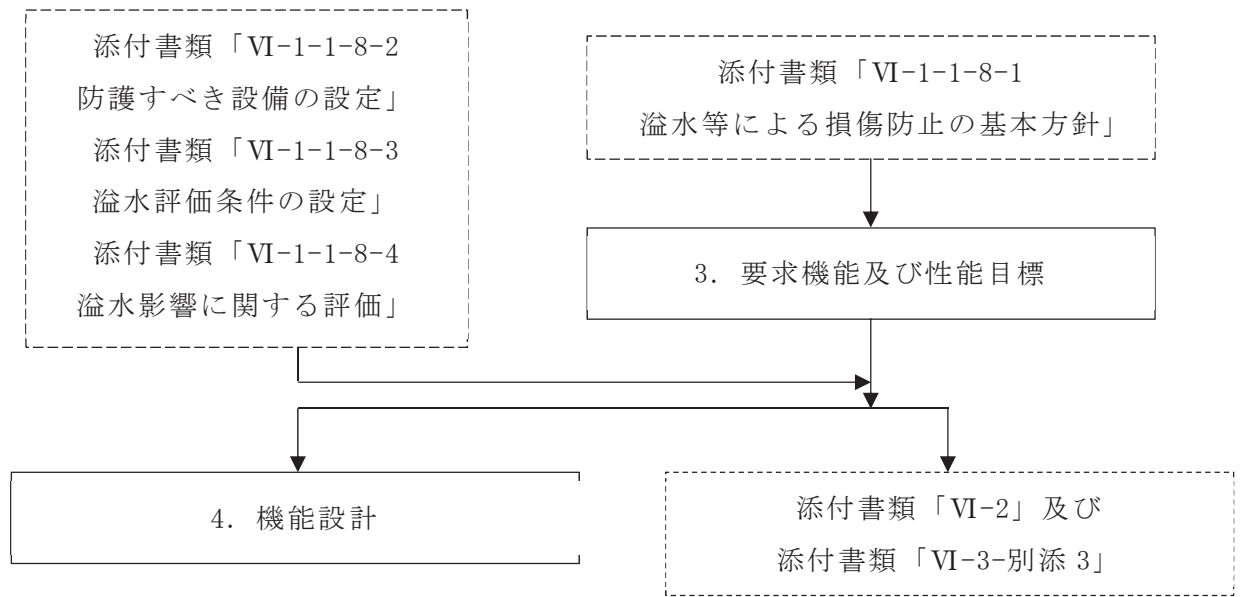 添付書類「Ⅵ-1-1-8-2
防護すべき設備の設定」
添付書類「Ⅵ-1-1-8-3
溢水評価条件の設定」
添付書類「Ⅵ-1-1-8-4
溢水影響に関する評価」
添付書類「Ⅵ-1-1-8-1
溢水等による損傷防止の基本方針」
3. 要求機能及び性能目標
4. 機能設計
添付書類「Ⅵ-2」及び
添付書類「Ⅵ-3-別添 3」